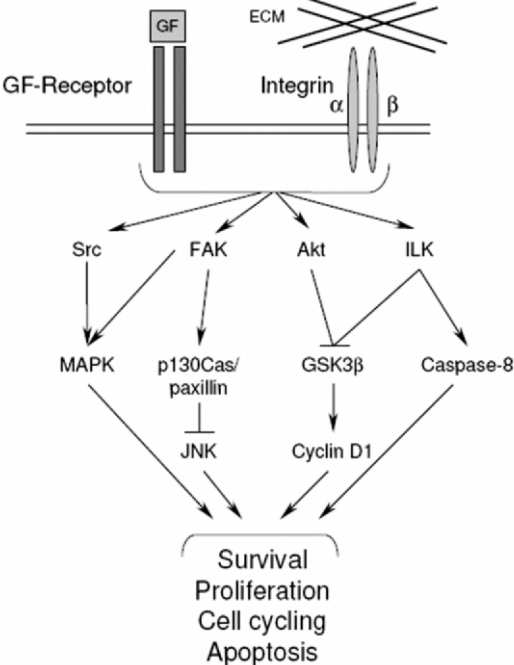 GF
ECM
GF-Receptor
Integrin
α
β
Src
FAK
Akt
ILK
MAPK
p130Cas/
paxillin
GSK3β
Caspase-8
JNK
Cyclin D1
Survival
Proliferation
Cell cycling
Apoptosis